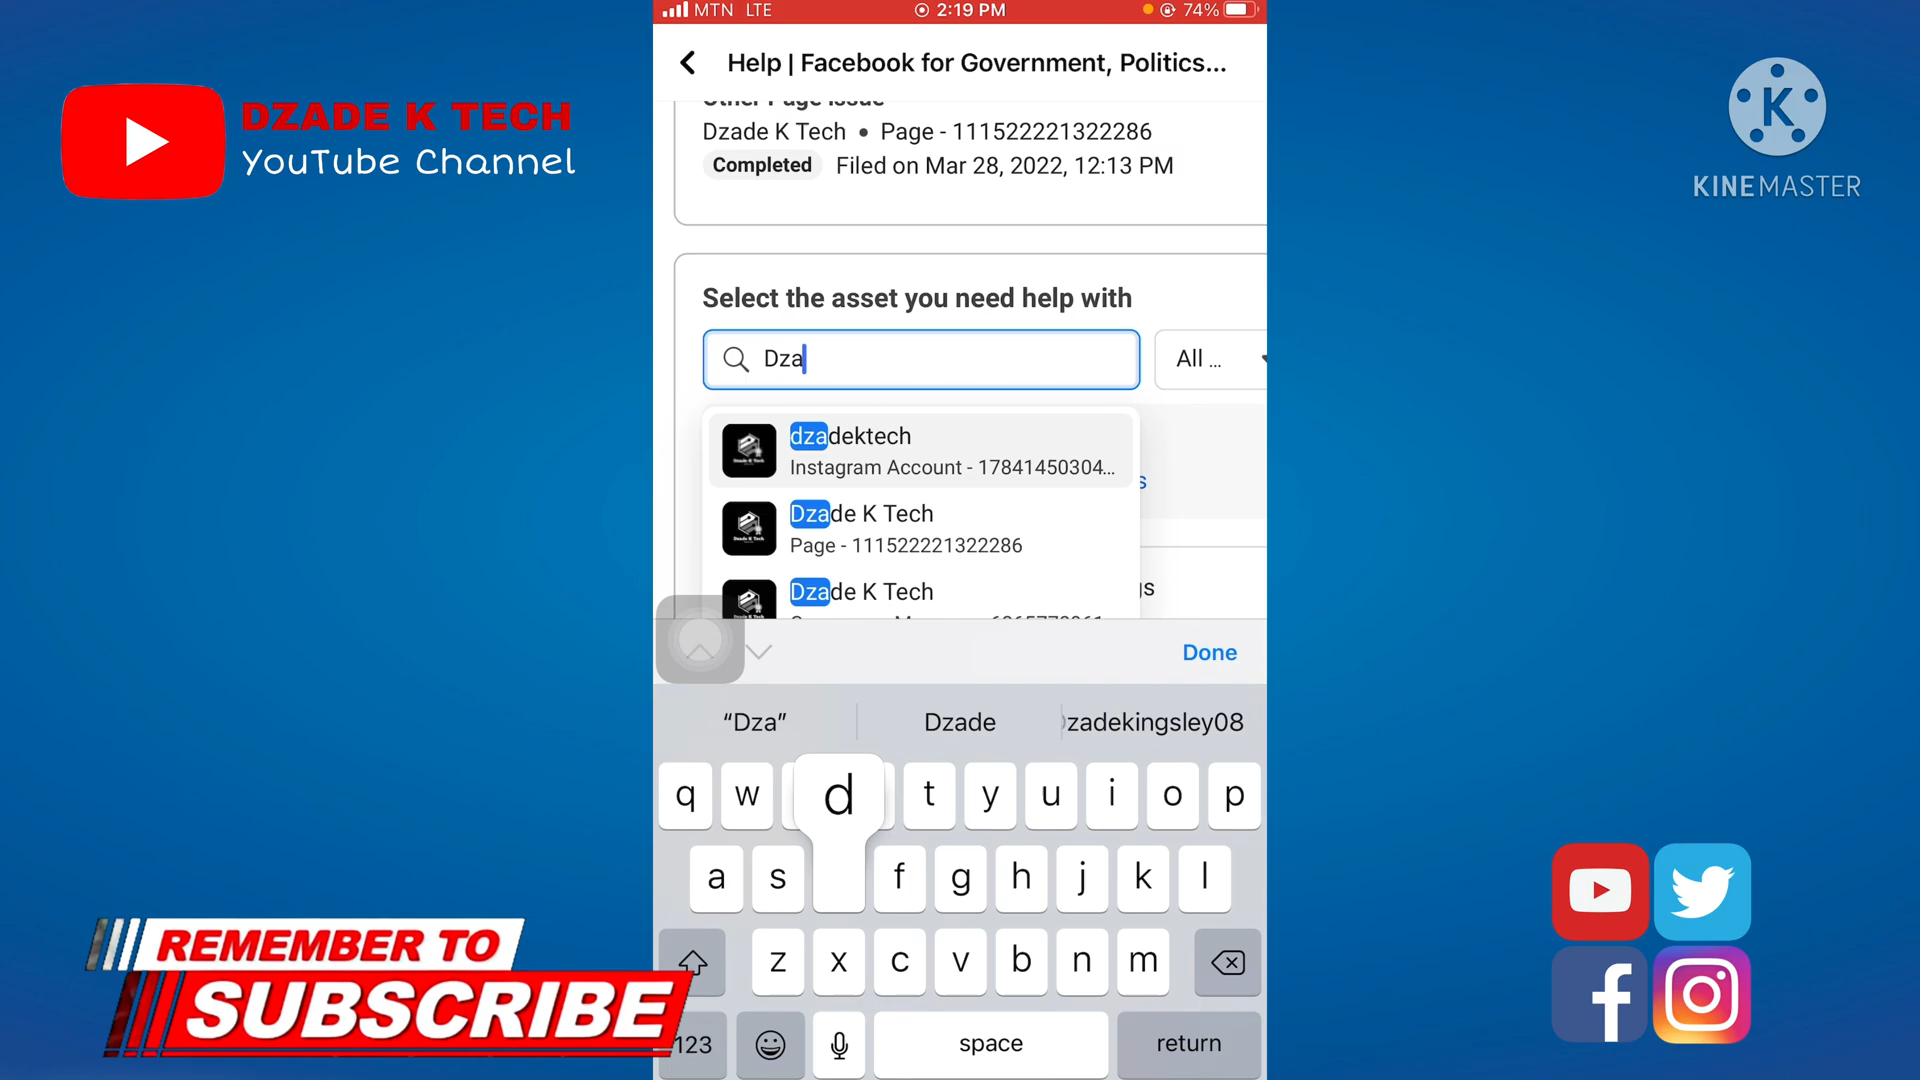 MTN LTE 2:19 PM 74%
Help | Facebook for Government, Politics...
Other Page Issue
Dzade K Tech • Page - 111522221322286
Completed Filed on Mar 28, 2022, 12:13 PM
Select the asset you need help with
Dza
All ...
dzadektech
Instagram Account - 17841450304...
Dzade K Tech
Page - 111522221322286
Dzade K Tech
Done
“Dza” Dzade zadekingsley08
q w d t y u i o p
a s f g h j k l
z x c v b n m
123 space return
DZADE K TECH
YouTube Channel
K
KINEMASTER
REMEMBER TO
SUBSCRIBE